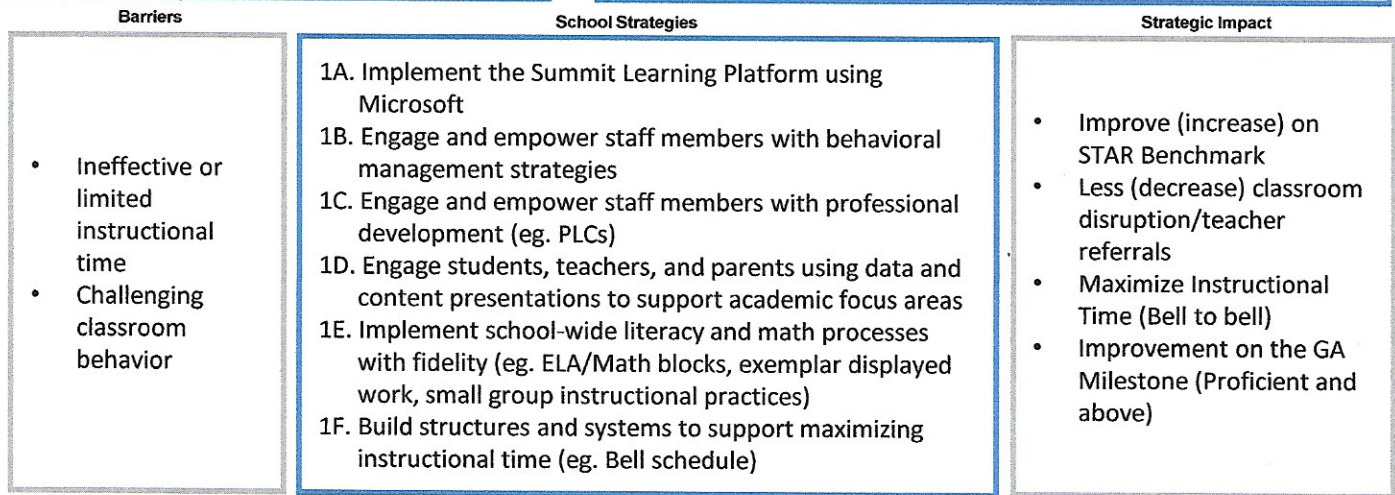 Barriers
School Strategies
Strategic Impact
• Ineffective or
limited
instructional
time
• Challenging
classroom
behavior
1A. Implement the Summit Learning Platform using
Microsoft
1B. Engage and empower staff members with behavioral
management strategies
1C. Engage and empower staff members with professional
development (eg. PLCs)
1D. Engage students, teachers, and parents using data and
content presentations to support academic focus areas
1E. Implement school-wide literacy and math processes
with fidelity (eg. ELA/Math blocks, exemplar displayed
work, small group instructional practices)
1F. Build structures and systems to support maximizing
instructional time (eg. Bell schedule)
• Improve (increase) on
STAR Benchmark
• Less (decrease) classroom
disruption/teacher
referrals
• Maximize Instructional
Time (Bell to bell)
• Improvement on the GA
Milestone (Proficient and
above)